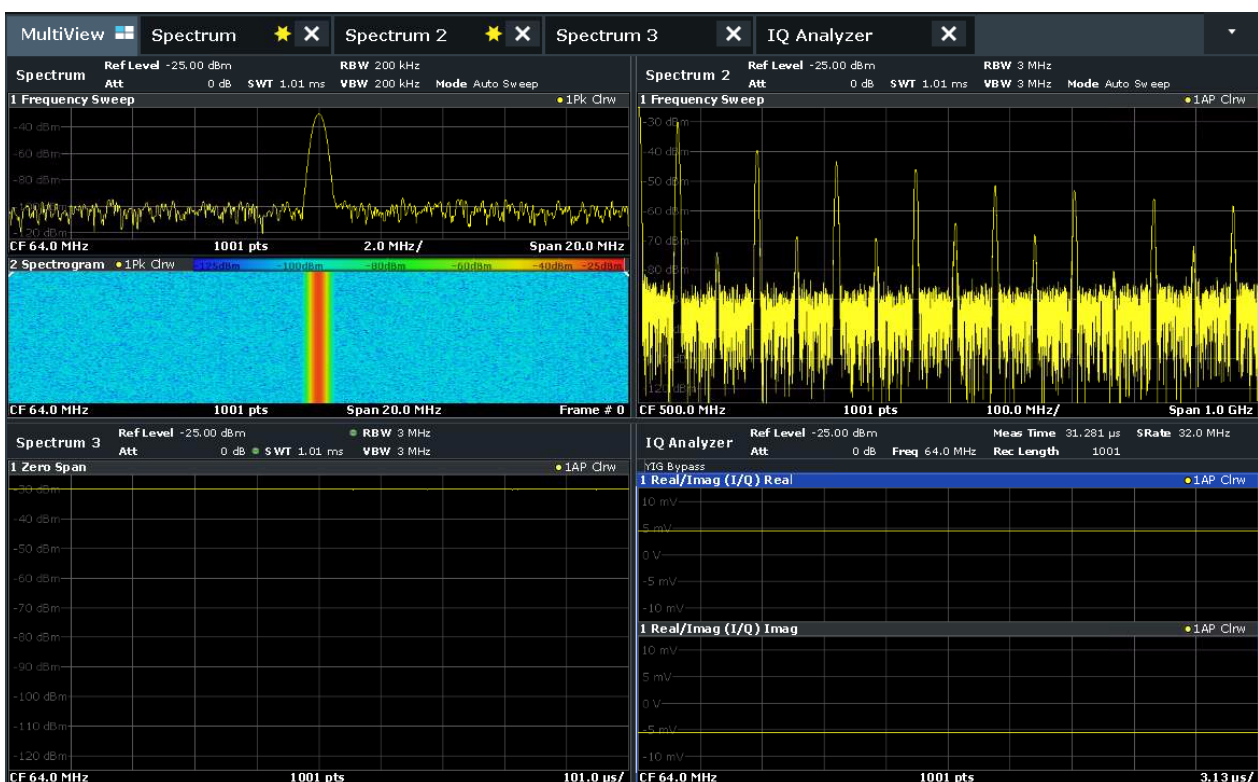 MultiView Spectrum Spectrum 2 Spectrum 3 IQ Analyzer
Spectrum Ref Level -25.00 dBm RBW 200 kHz
Att 0 dB SWT 1.01 ms VBW 200 kHz Mode Auto Sweep
1 Frequency Sweep 1Pk Clrw
-40 dBm
-60 dBm
-80 dBm
-120 dBm
CF 64.0 MHz 1001 pts 2.0 MHz/ Span 20.0 MHz
2 Spectrogram 1Pk Clrw -125dBm -100dBm -80dBm -60dBm -40dBm -25dBm
CF 64.0 MHz 1001 pts Span 20.0 MHz Frame # 0
Spectrum 2 Ref Level -25.00 dBm RBW 3 MHz
Att 0 dB SWT 1.01 ms VBW 3 MHz Mode Auto Sweep
1 Frequency Sweep 1AP Clrw
-30 dBm
-40 dBm
-50 dBm
-60 dBm
-70 dBm
-80 dBm
CF 500.0 MHz 1001 pts 100.0 MHz/ Span 1.0 GHz
Spectrum 3 Ref Level -25.00 dBm RBW 3 MHz
Att 0 dB SWT 1.01 ms VBW 3 MHz
1 Zero Span 1AP Clrw
-30 dBm
-40 dBm
-50 dBm
-60 dBm
-70 dBm
-80 dBm
-90 dBm
-100 dBm
-110 dBm
-120 dBm
CF 64.0 MHz 1001 pts 101.0 µs/
IQ Analyzer Ref Level -25.00 dBm Meas Time 31.281 µs SRate 32.0 MHz
Att 0 dB Freq 64.0 MHz Rec Length 1001
YIG Bypass
1 Real/Imag (I/Q) Real 1AP Clrw
10 mV
5 mV
0 V
-5 mV
-10 mV
1 Real/Imag (I/Q) Imag 1AP Clrw
10 mV
5 mV
0 V
-5 mV
-10 mV
CF 64.0 MHz 1001 pts 3.13 µs/